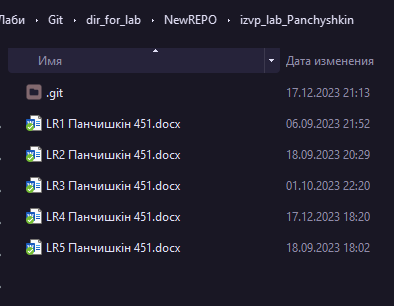 Лаби › Git › dir_for_lab › NewREPO › izvp_lab_Panchyshkin
Имя Дата изменения
.git 17.12.2023 21:13
LR1 Панчишкін 451.docx 06.09.2023 21:52
LR2 Панчишкін 451.docx 18.09.2023 20:29
LR3 Панчишкін 451.docx 01.10.2023 22:20
LR4 Панчишкін 451.docx 17.12.2023 18:20
LR5 Панчишкін 451.docx 18.09.2023 18:02